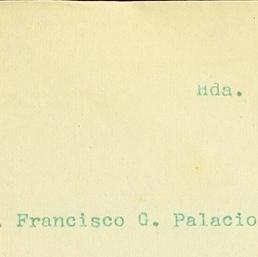 Hda.
. Francisco G. Palacio